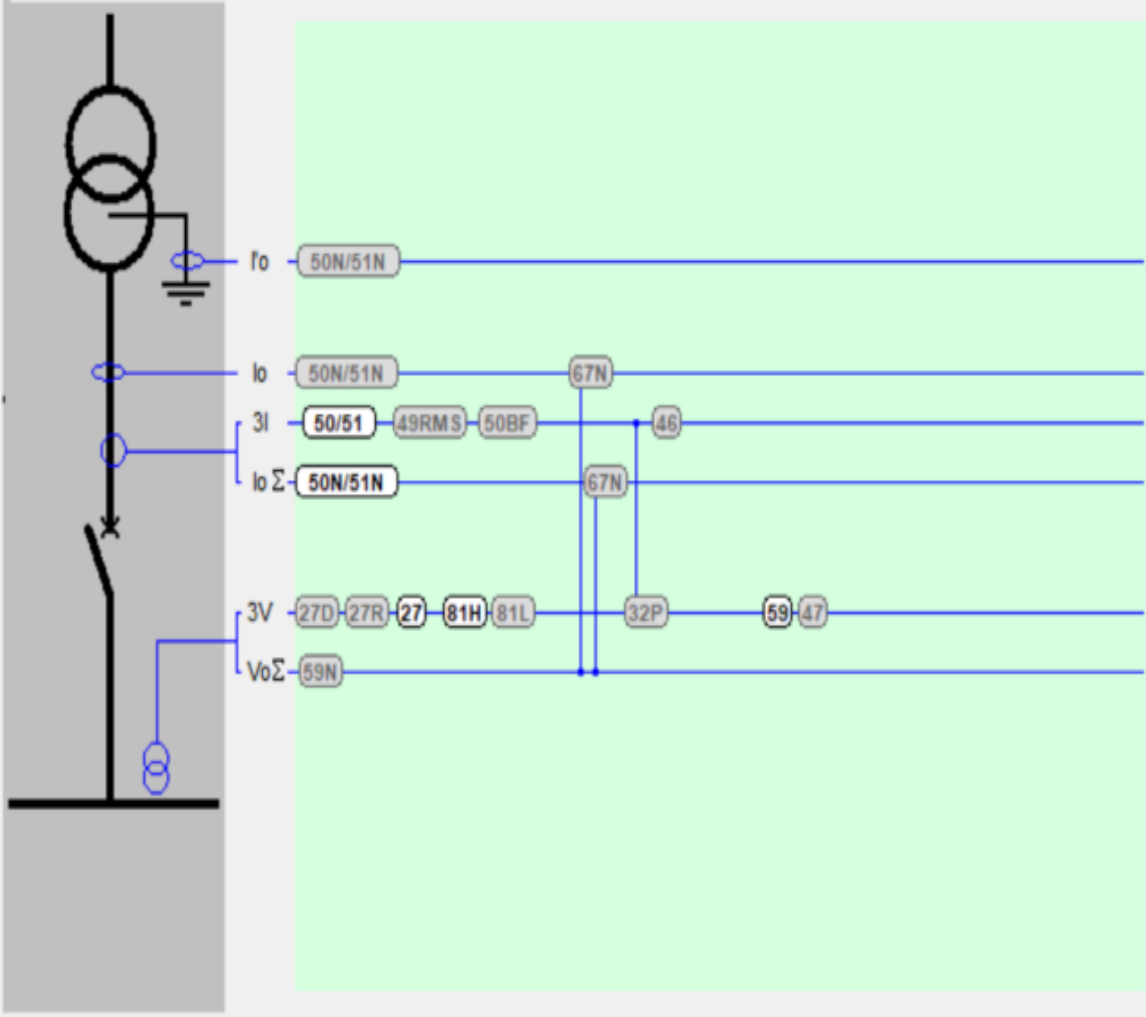 I'o 50N/51N
Io 50N/51N 67N
3I 50/51 49RMS 50BF 46
Io Σ 50N/51N 67N
3V 27D 27R 27 81H 81L 32P 59 47
VoΣ 59N